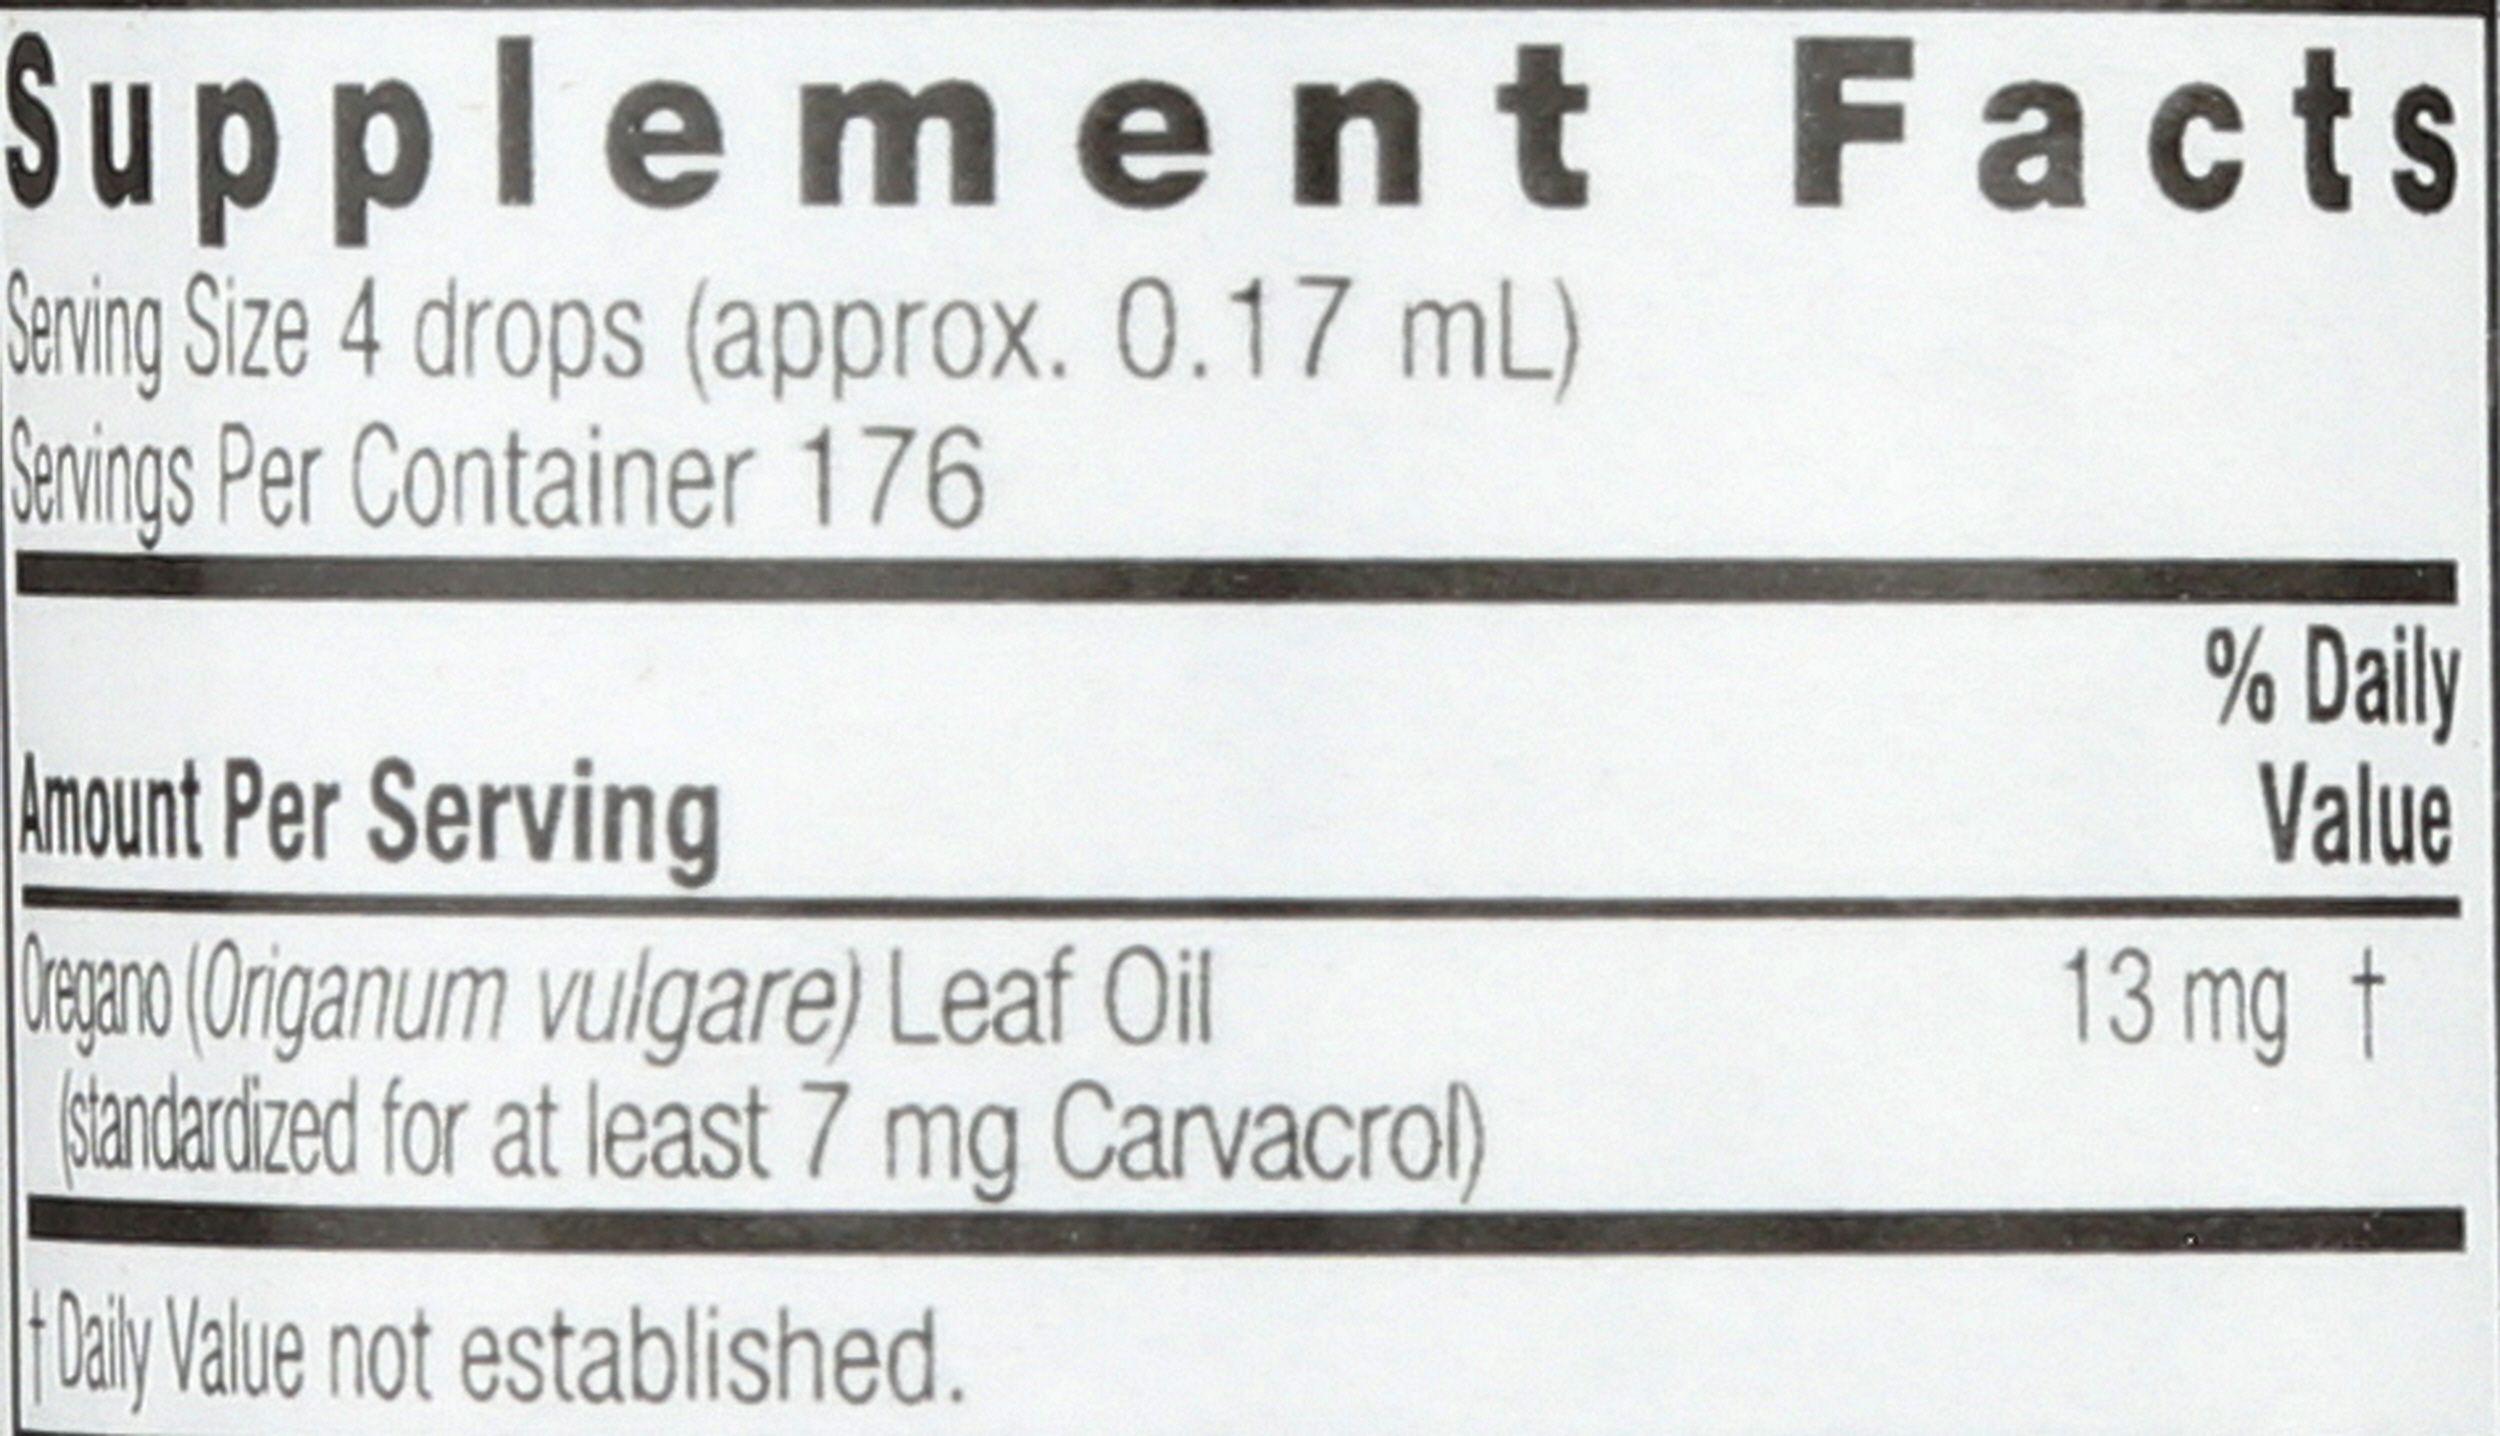 Supplement Facts
Serving Size 4 drops (approx. 0.17 mL)
Servings Per Container 176
% Daily
Amount Per Serving Value
Oregano (Origanum vulgare) Leaf Oil 13 mg †
(standardized for at least 7 mg Carvacrol)
† Daily Value not established.